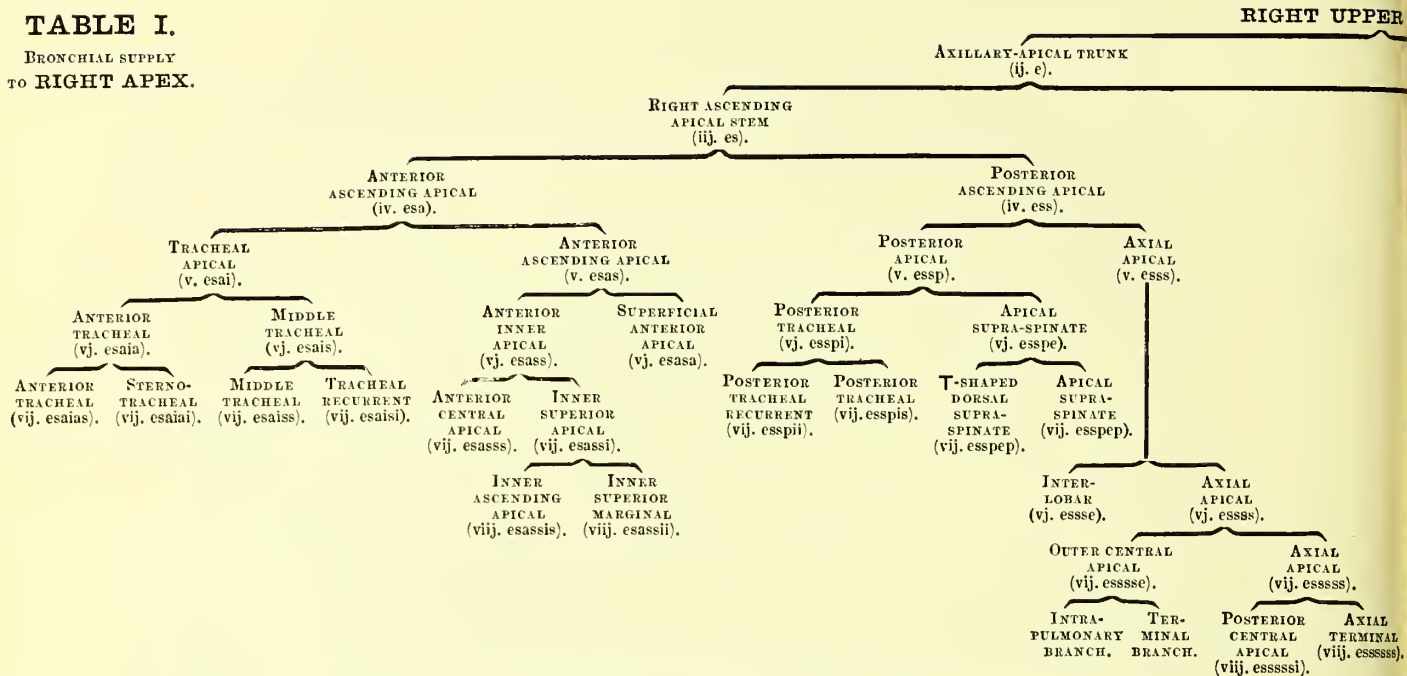 TABLE I.
BRONCHIAL SUPPLY
TO RIGHT APEX.
RIGHT UPPER
AXILLARY-APICAL TRUNK
(ij. e).
RIGHT ASCENDING
APICAL STEM
(iij. es).
ANTERIOR
ASCENDING APICAL
(iv. esa).
POSTERIOR
ASCENDING APICAL
(iv. ess).
TRACHEAL
APICAL
(v. esai).
ANTERIOR
ASCENDING APICAL
(v. esas).
POSTERIOR
APICAL
(v. essp).
AXIAL
APICAL
(v. esss).
ANTERIOR
TRACHEAL
(vj. esaia).
MIDDLE
TRACHEAL
(vj. esais).
ANTERIOR
INNER
APICAL
(vj. esass).
SUPERFICIAL
ANTERIOR
APICAL
(vj. esasa).
POSTERIOR
TRACHEAL
(vj. esspi).
APICAL
SUPRA-SPINATE
(vj. esspe).
ANTERIOR
TRACHEAL
(vij. esaias).
STERNO-
TRACHEAL
(vij. esaiai).
MIDDLE
TRACHEAL
(vij. esaiss).
TRACHEAL
RECURRENT
(vij. esaisi).
ANTERIOR
CENTRAL
APICAL
(vij. esasss).
INNER
SUPERIOR
APICAL
(vij. esassi).
POSTERIOR
TRACHEAL
RECURRENT
(vij. esspii).
POSTERIOR
TRACHEAL
(vij. esspis).
T-SHAPED
DORSAL
SUPRA-
SPINATE
(vij. esspep).
APICAL
SUPRA-
SPINATE
(vij. esspep).
INNER
ASCENDING
APICAL
(viij. esassis).
INNER
SUPERIOR
MARGINAL
(viij. esassii).
INTER-
LOBAR
(vj. essse).
AXIAL
APICAL
(vj. essss).
OUTER CENTRAL
APICAL
(vij. esssse).
AXIAL
APICAL
(vij. esssss).
INTRA-
PULMONARY
BRANCH.
TER-
MINAL
BRANCH.
POSTERIOR
CENTRAL
APICAL
(viij. esssssi).
AXIAL
TERMINAL
(viij. essssss).